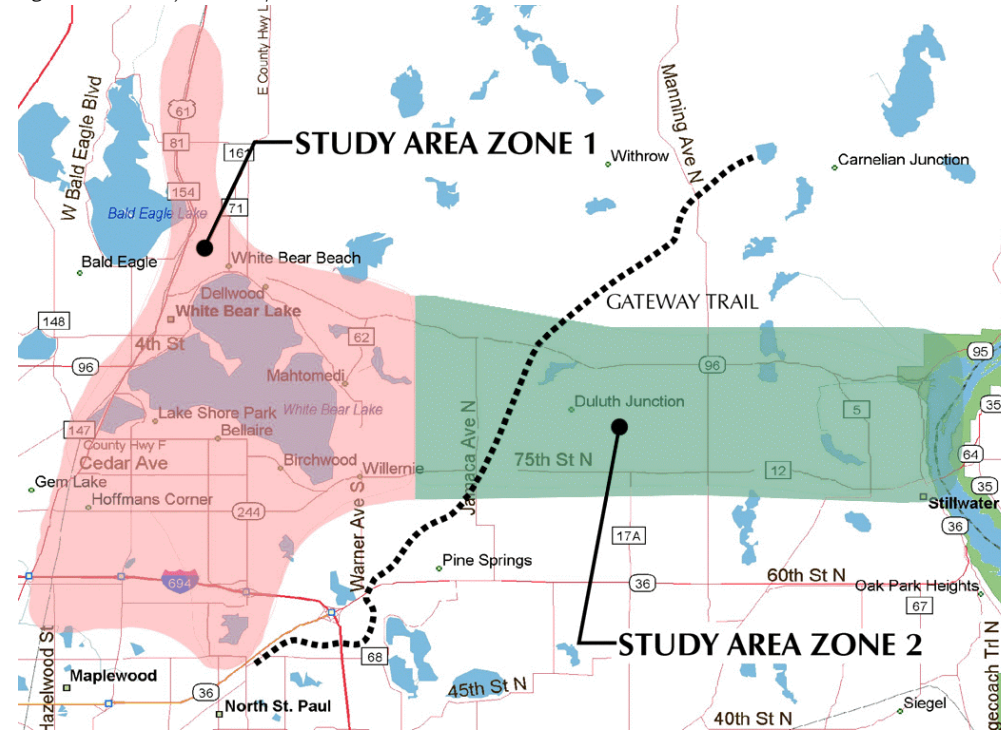 E County Hwy L
W Bald Eagle Blvd
Manning Ave N
61
81
STUDY AREA ZONE 1
Withrow
Carnelian Junction
154
71
Bald Eagle Lake
Bald Eagle
White Bear Beach
Dellwood
GATEWAY TRAIL
White Bear Lake
148
62
4th St
96
96
95
Mahtomedi
35
Lake Shore Park
White Bear Lake
Duluth Junction
5
147
Bellaire
County Hwy F
Cedar Ave
Birchwood
Willernie
75th St N
12
64
Gem Lake
Hoffmans Corner
35
244
Stillwater
Warner Ave S
17A
36
Pine Springs
694
36
60th St N
Oak Park Heights
67
STUDY AREA ZONE 2
68
Hazelwood St
Maplewood
36
45th St N
North St. Paul
40th St N
Siegel
gecoach Trl N